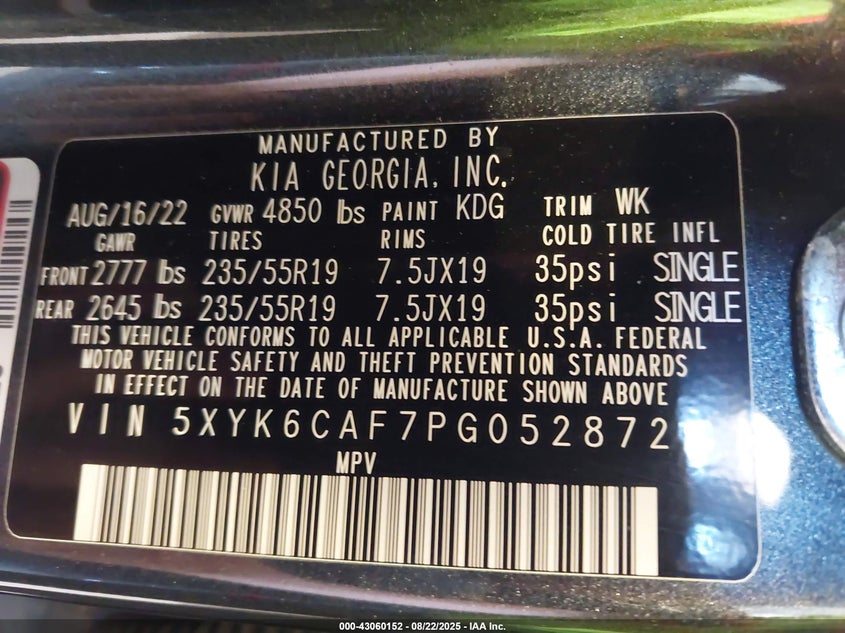 MANUFACTURED BY
KIA GEORGIA, INC.
AUG/16/22 GVWR 4850 lbs PAINT KDG TRIM WK
GAWR TIRES RIMS COLD TIRE INFL
FRONT 2777 lbs 235/55R19 7.5JX19 35psi SINGLE
REAR 2645 lbs 235/55R19 7.5JX19 35psi SINGLE
THIS VEHICLE CONFORMS TO ALL APPLICABLE U.S.A. FEDERAL
MOTOR VEHICLE SAFETY AND THEFT PREVENTION STANDARDS
IN EFFECT ON THE DATE OF MANUFACTURE SHOWN ABOVE
VIN 5XYK6CAF7PG052872
MPV
000-43060152 - 08/22/2025 - IAA Inc.